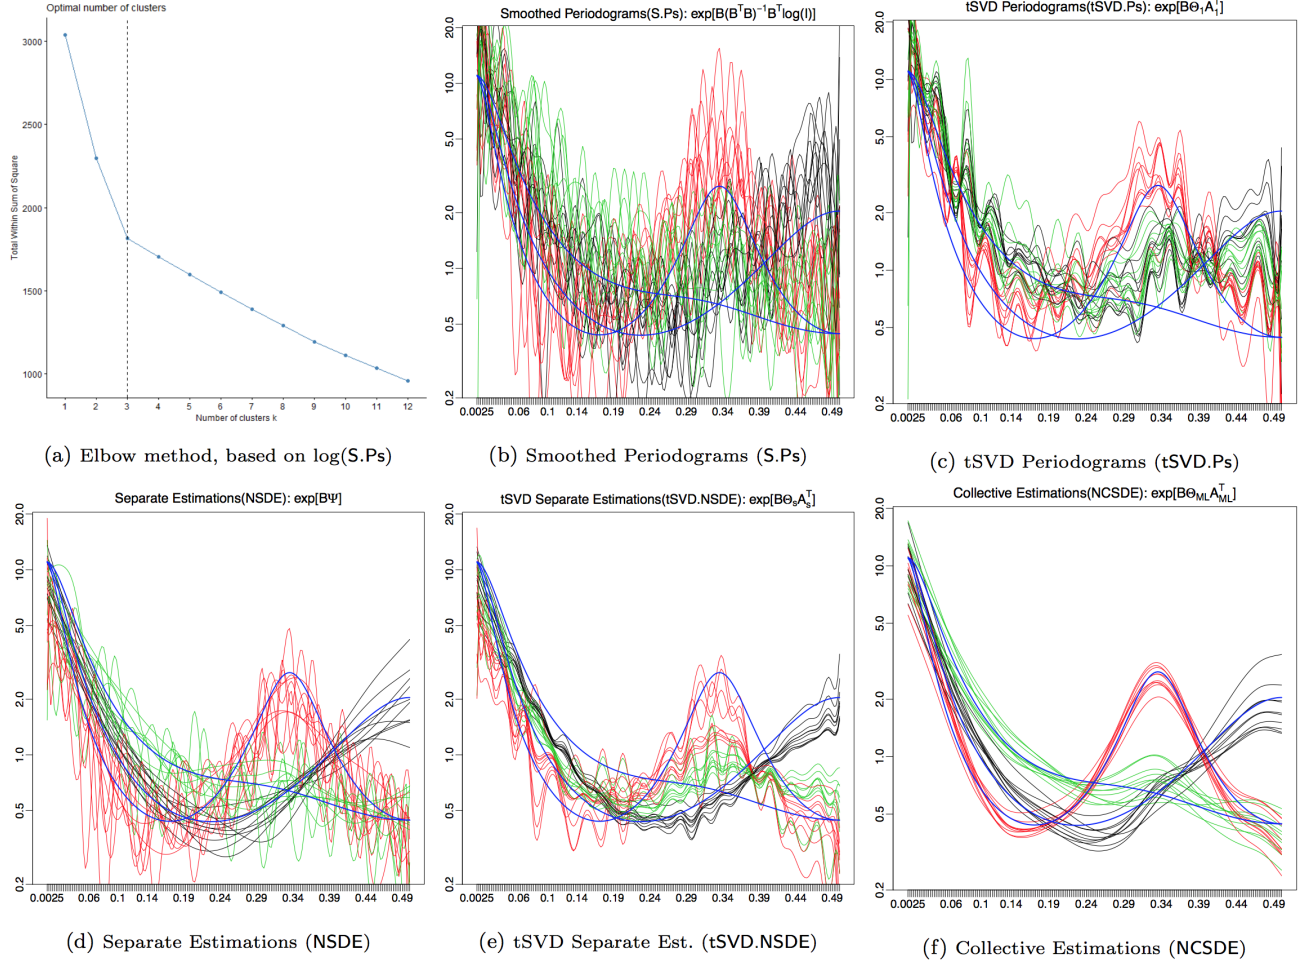 Optimal number of clusters
Total Within Sum of Square
3000
2500
2000
1500
1000
1 2 3 4 5 6 7 8 9 10 11 12
Number of clusters k
(a) Elbow method, based on log(S.Ps)
Smoothed Periodograms(S.Ps): exp[B(BᵀB)⁻¹Bᵀlog(I)]
20.0
10.0
5.0
2.0
1.0
0.5
0.2
0.0025 0.06 0.1 0.14 0.19 0.24 0.29 0.34 0.39 0.44 0.49
(b) Smoothed Periodograms (S.Ps)
tSVD Periodograms(tSVD.Ps): exp[BΘ₁A₁ᵀ]
20.0
10.0
5.0
2.0
1.0
0.5
0.2
0.0025 0.06 0.1 0.14 0.19 0.24 0.29 0.34 0.39 0.44 0.49
(c) tSVD Periodograms (tSVD.Ps)
Separate Estimations(NSDE): exp[BΨ]
20.0
10.0
5.0
2.0
1.0
0.5
0.2
0.0025 0.06 0.1 0.14 0.19 0.24 0.29 0.34 0.39 0.44 0.49
(d) Separate Estimations (NSDE)
tSVD Separate Estimations(tSVD.NSDE): exp[BΘₛAₛᵀ]
20.0
10.0
5.0
2.0
1.0
0.5
0.2
0.0025 0.06 0.1 0.14 0.19 0.24 0.29 0.34 0.39 0.44 0.49
(e) tSVD Separate Est. (tSVD.NSDE)
Collective Estimations(NCSDE): exp[BΘ_MLA_MLᵀ]
20.0
10.0
5.0
2.0
1.0
0.5
0.2
0.0025 0.06 0.1 0.14 0.19 0.24 0.29 0.34 0.39 0.44 0.49
(f) Collective Estimations (NCSDE)